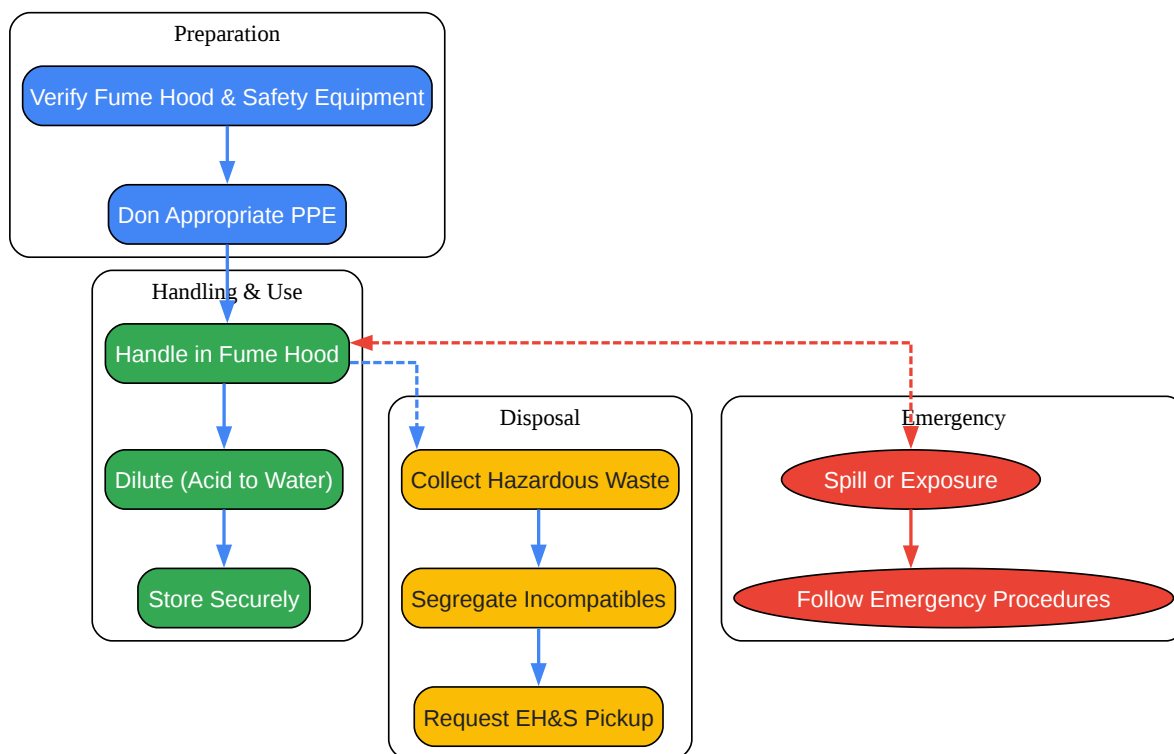 Preparation
Verify Fume Hood & Safety Equipment
Don Appropriate PPE
Handling & Use
Handle in Fume Hood
Dilute (Acid to Water)
Store Securely
Disposal
Collect Hazardous Waste
Segregate Incompatibles
Request EH&S Pickup
Emergency
Spill or Exposure
Follow Emergency Procedures